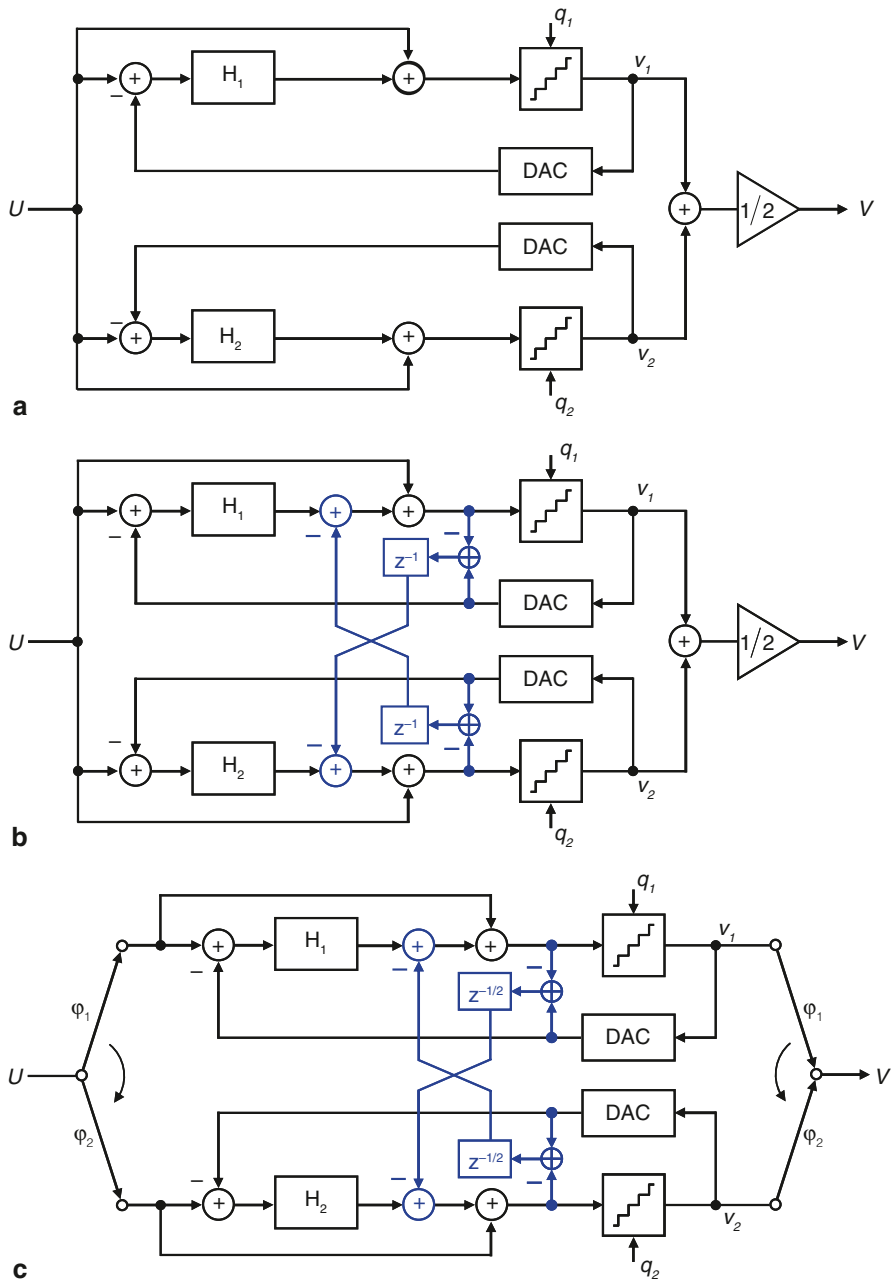 q₁
H₁
+
+
v₁
−
DAC
U
+
1/2
V
DAC
−
+
H₂
+
v₂
q₂
a
q₁
H₁
+
+
+
v₁
−
−
−
z⁻¹
DAC
U
+
1/2
V
DAC
z⁻¹
−
−
−
+
H₂
+
+
v₂
q₂
b
q₁
H₁
+
+
+
v₁
−
−
−
z⁻¹/²
φ₁
φ₁
DAC
U
V
DAC
φ₂
φ₂
z⁻¹/²
−
−
−
+
H₂
+
+
v₂
q₂
c